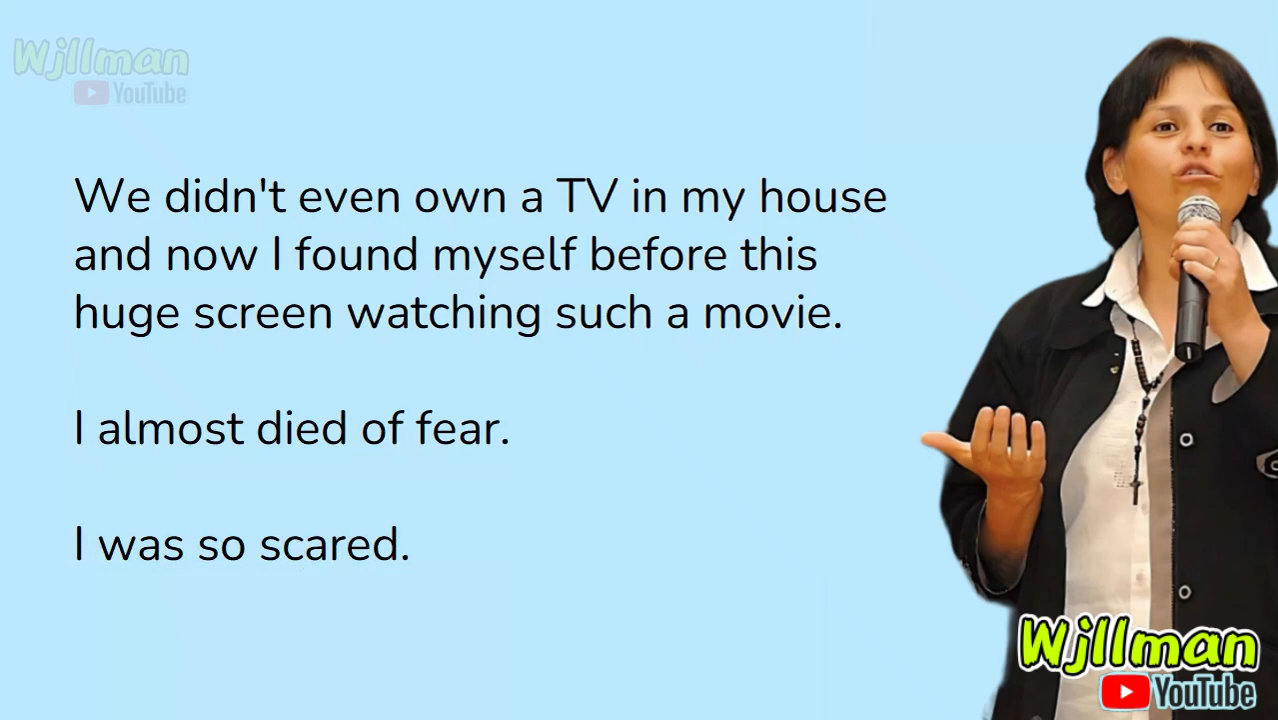 Wjllman
YouTube
We didn't even own a TV in my house
and now I found myself before this
huge screen watching such a movie.
I almost died of fear.
I was so scared.
Wjllman
YouTube